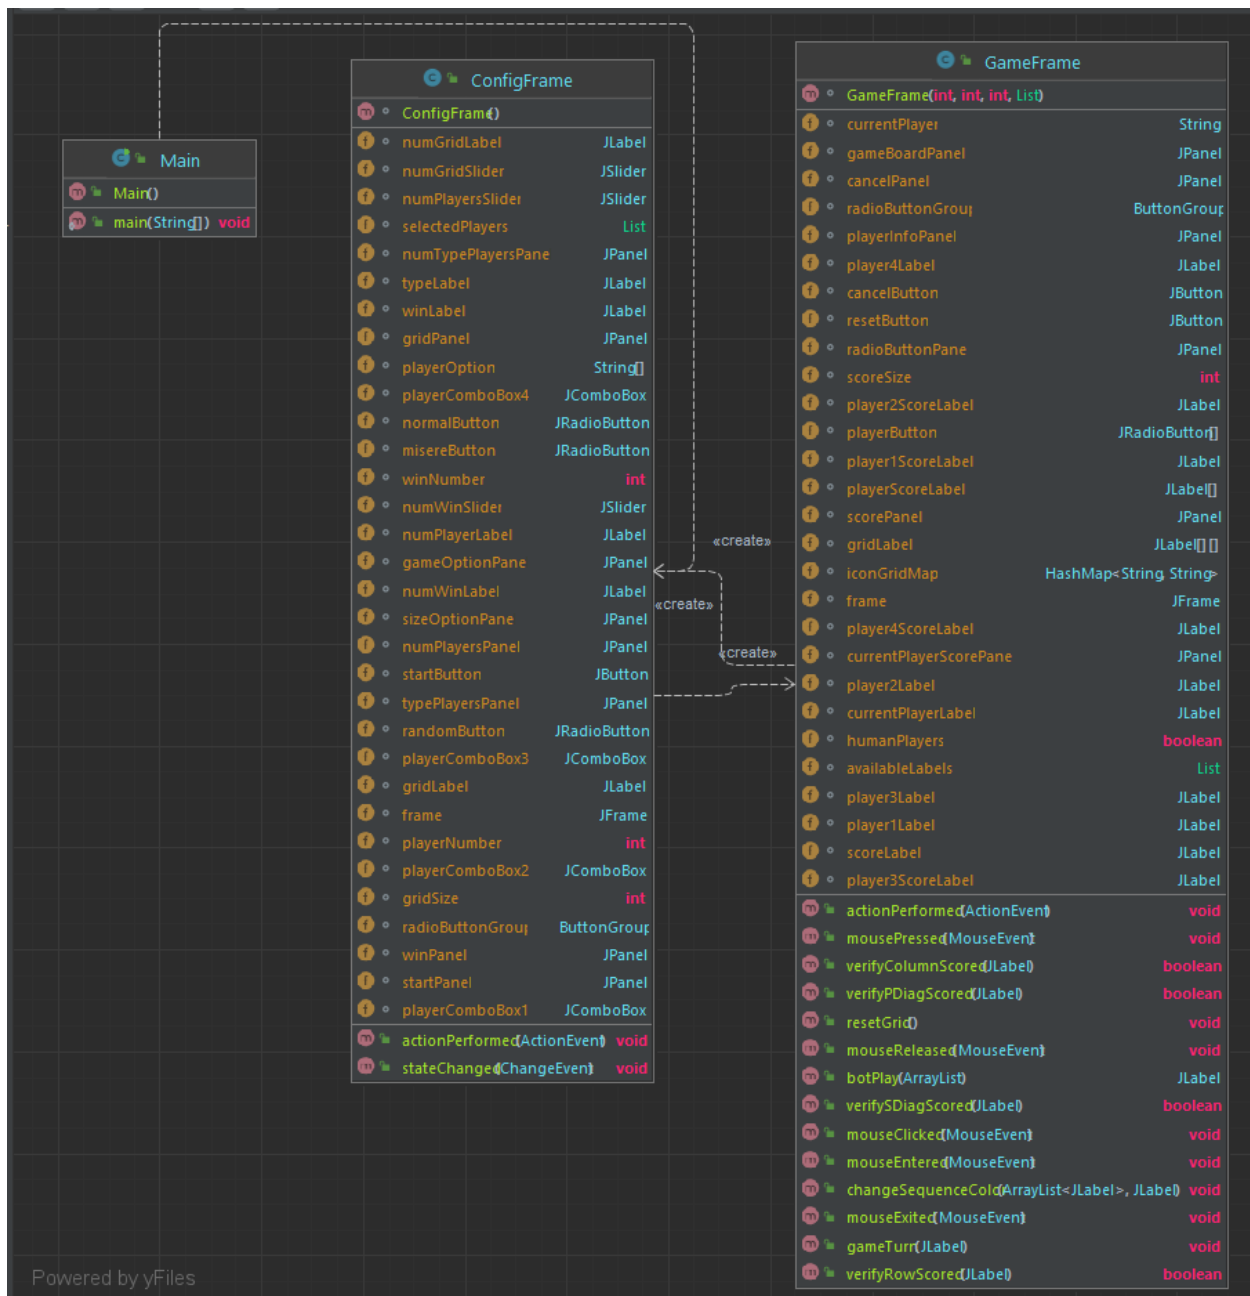 Main
Main()
main(String[]) void
ConfigFrame
ConfigFrame()
numGridLabel JLabel
numGridSlider JSlider
numPlayersSlider JSlider
selectedPlayers List
numTypePlayersPane JPanel
typeLabel JLabel
winLabel JLabel
gridPanel JPanel
playerOption String[]
playerComboBox4 JComboBox
normalButton JRadioButton
misereButton JRadioButton
winNumber int
numWinSlider JSlider
numPlayerLabel JLabel
gameOptionPane JPanel
numWinLabel JLabel
sizeOptionPane JPanel
numPlayersPanel JPanel
startButton JButton
typePlayersPanel JPanel
randomButton JRadioButton
playerComboBox3 JComboBox
gridLabel JLabel
frame JFrame
playerNumber int
playerComboBox2 JComboBox
gridSize int
radioButtonGroup ButtonGroup
winPanel JPanel
startPanel JPanel
playerComboBox1 JComboBox
actionPerformed(ActionEvent) void
stateChanged(ChangeEvent) void
«create»
«create»
«create»
GameFrame
GameFrame(int, int, int, List)
currentPlayer String
gameBoardPanel JPanel
cancelPanel JPanel
radioButtonGroup ButtonGroup
playerInfoPanel JPanel
player4Label JLabel
cancelButton JButton
resetButton JButton
radioButtonPane JPanel
scoreSize int
player2ScoreLabel JLabel
playerButton JRadioButton[]
player1ScoreLabel JLabel
playerScoreLabel JLabel[]
scorePanel JPanel
gridLabel JLabel[][]
iconGridMap HashMap<String, String>
frame JFrame
player4ScoreLabel JLabel
currentPlayerScorePane JPanel
player2Label JLabel
currentPlayerLabel JLabel
humanPlayers boolean
availableLabels List
player3Label JLabel
player1Label JLabel
scoreLabel JLabel
player3ScoreLabel JLabel
actionPerformed(ActionEvent) void
mousePressed(MouseEvent) void
verifyColumnScored(JLabel) boolean
verifyPDiagScored(JLabel) boolean
resetGrid() void
mouseReleased(MouseEvent) void
botPlay(ArrayList) JLabel
verifySDiagScored(JLabel) boolean
mouseClicked(MouseEvent) void
mouseEntered(MouseEvent) void
changeSequenceColor(ArrayList<JLabel>, JLabel) void
mouseExited(MouseEvent) void
gameTurn(JLabel) void
verifyRowScored(JLabel) boolean
Powered by yFiles